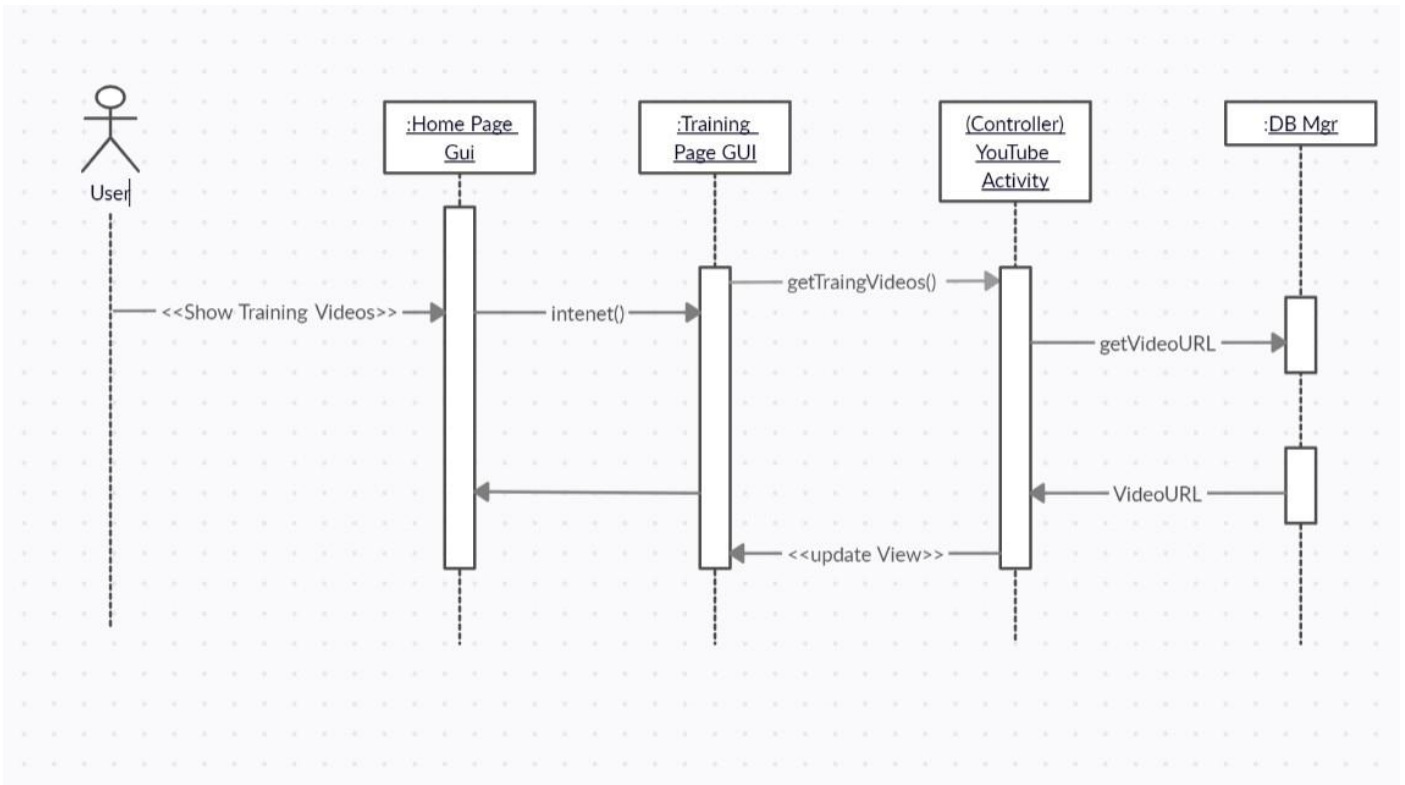 :Home Page
Gui
:Training
Page GUI
(Controller)
YouTube
Activity
:DB Mgr
User
getTraingVideos()
<<Show Training Videos>>
intenet()
getVideoURL
VideoURL
<<update View>>